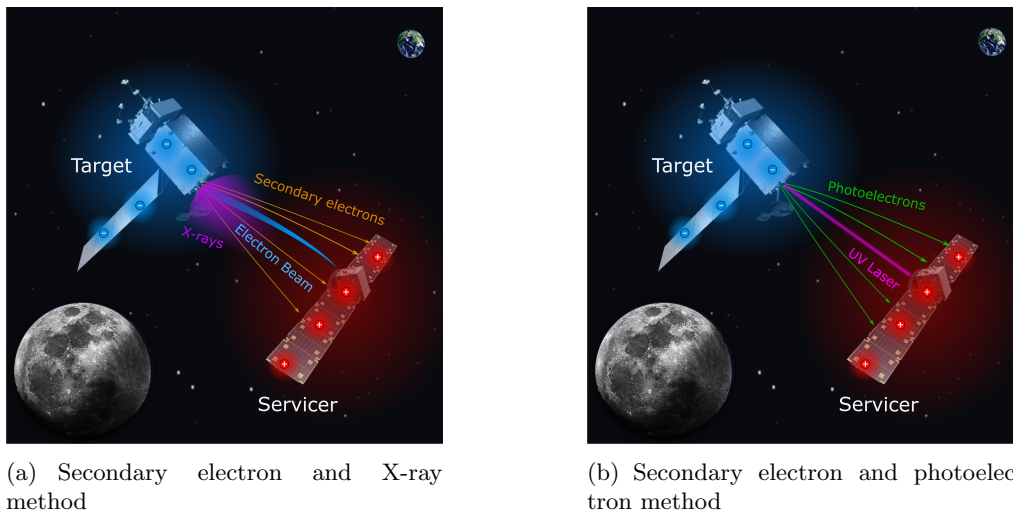 Target
Secondary electrons
X-rays
Electron Beam
Servicer
(a) Secondary electron and X-ray
method
Target
Photoelectrons
UV Laser
Servicer
(b) Secondary electron and photoelec
tron method